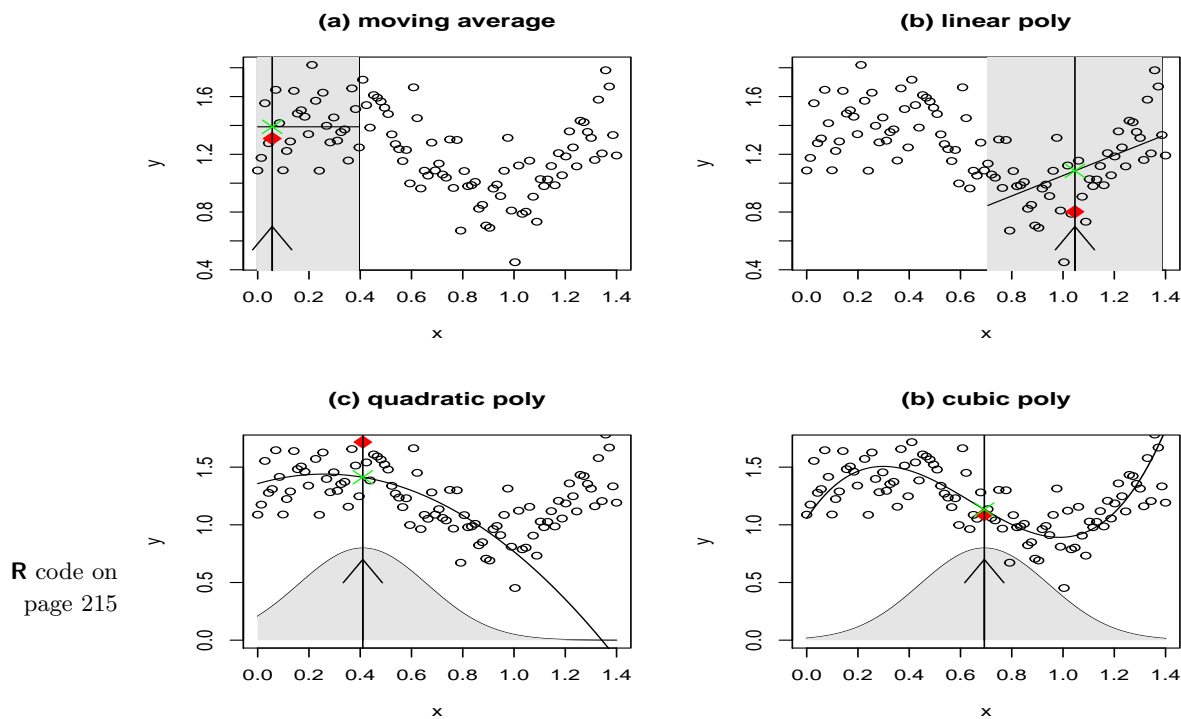 (a) moving average
(b) linear poly
y
1.6
1.2
0.8
0.4
0.0 0.2 0.4 0.6 0.8 1.0 1.2 1.4
x
y
1.6
1.2
0.8
0.4
0.0 0.2 0.4 0.6 0.8 1.0 1.2 1.4
x
(c) quadratic poly
(b) cubic poly
y
1.5
1.0
0.5
0.0
0.0 0.2 0.4 0.6 0.8 1.0 1.2 1.4
x
y
1.5
1.0
0.5
0.0
0.0 0.2 0.4 0.6 0.8 1.0 1.2 1.4
x
R code on
page 215